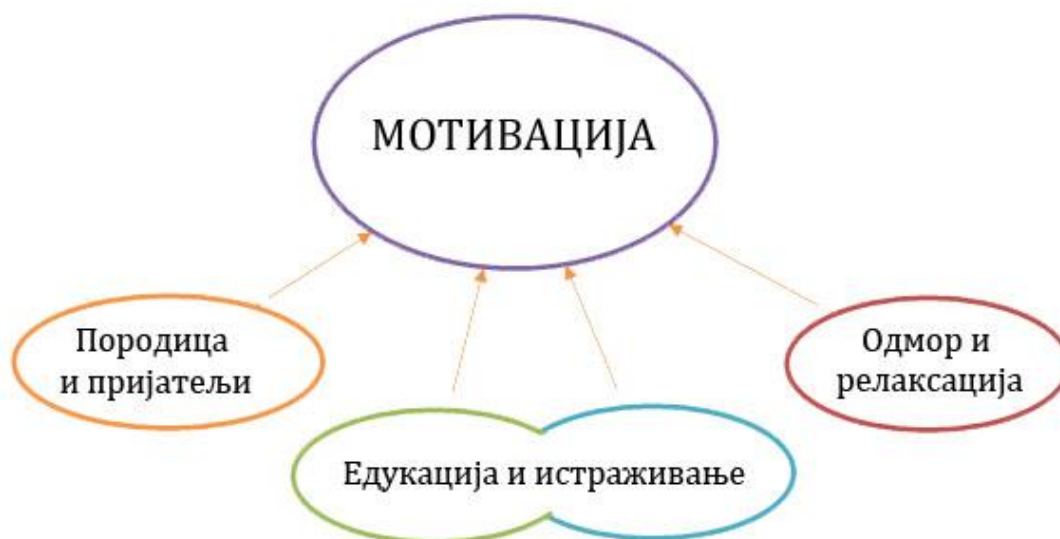 МОТИВАЦИЈА
Породица
и пријатељи
Едукација и истраживање
Одмор и
релаксација